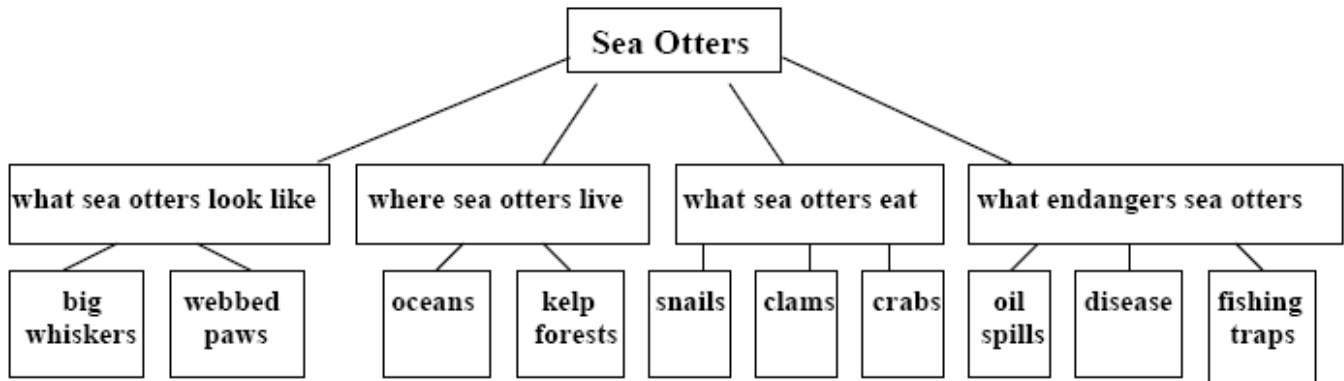 Sea Otters
what sea otters look like
where sea otters live
what sea otters eat
what endangers sea otters
big
whiskers
webbed
paws
oceans
kelp
forests
snails
clams
crabs
oil
spills
disease
fishing
traps